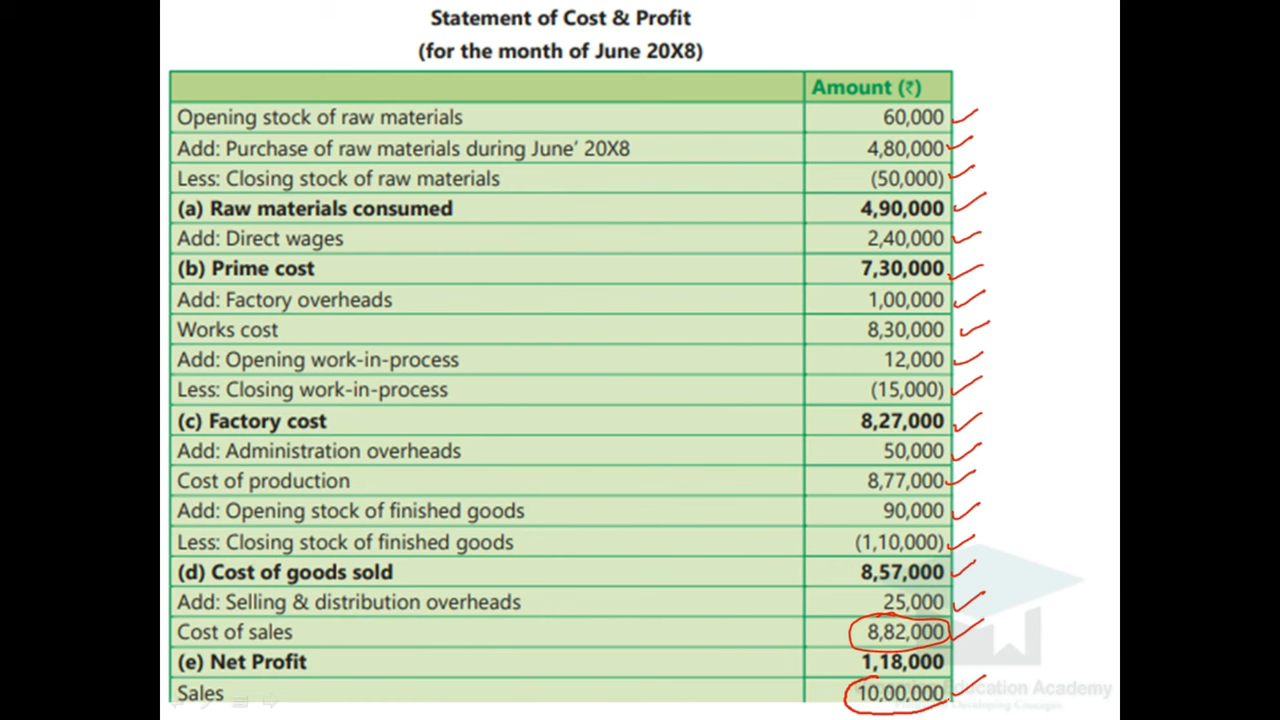 Statement of Cost & Profit
(for the month of June 20X8)
Amount (₹)
Opening stock of raw materials 60,000
Add: Purchase of raw materials during June’ 20X8 4,80,000
Less: Closing stock of raw materials (50,000)
(a) Raw materials consumed 4,90,000
Add: Direct wages 2,40,000
(b) Prime cost 7,30,000
Add: Factory overheads 1,00,000
Works cost 8,30,000
Add: Opening work-in-process 12,000
Less: Closing work-in-process (15,000)
(c) Factory cost 8,27,000
Add: Administration overheads 50,000
Cost of production 8,77,000
Add: Opening stock of finished goods 90,000
Less: Closing stock of finished goods (1,10,000)
(d) Cost of goods sold 8,57,000
Add: Selling & distribution overheads 25,000
Cost of sales 8,82,000
(e) Net Profit 1,18,000
Sales 10,00,000
Education Academy
Developing Concepts